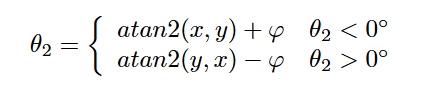 θ₂ = { atan2(x, y) + φ   θ₂ < 0°
atan2(y, x) − φ   θ₂ > 0°